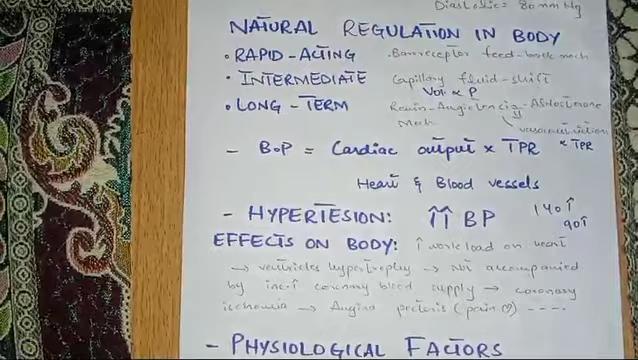 Diastolic = 80 mm Hg
NATURAL REGULATION IN BODY
• RAPID-ACTING Baroreceptor feed-back mech
• INTERMEDIATE Capillary fluid-shift
Vol. ∝ P
• LONG-TERM Renin-Angiotensin-Aldosterone
Mech
vasoconstriction
- B.P = Cardiac output × TPR ∝ TPR
Heart & Blood vessels
- HYPERTESION: ↑↑ BP 140↑
90↑
EFFECTS ON BODY: ↑ workload on heart
→ ventricles hypertrophy → Not accompanied
by inc.↑ coronary blood supply → coronary
ischemia → Angina pectoris (pain) ----
- PHYSIOLOGICAL FACTORS